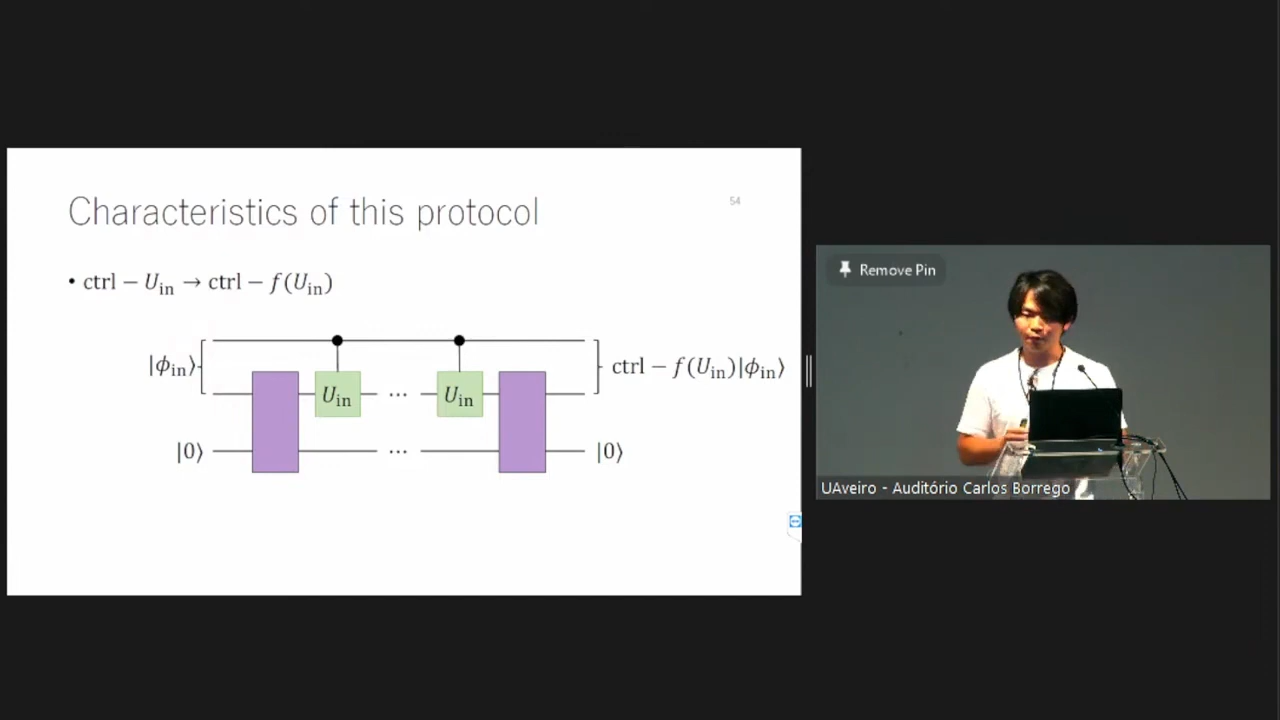 Characteristics of this protocol
54
• ctrl − U_in → ctrl − f(U_in)
|ϕ_in⟩
U_in
⋯
U_in
ctrl − f(U_in)|ϕ_in⟩
|0⟩
⋯
|0⟩
Remove Pin
UAveiro - Auditório Carlos Borrego